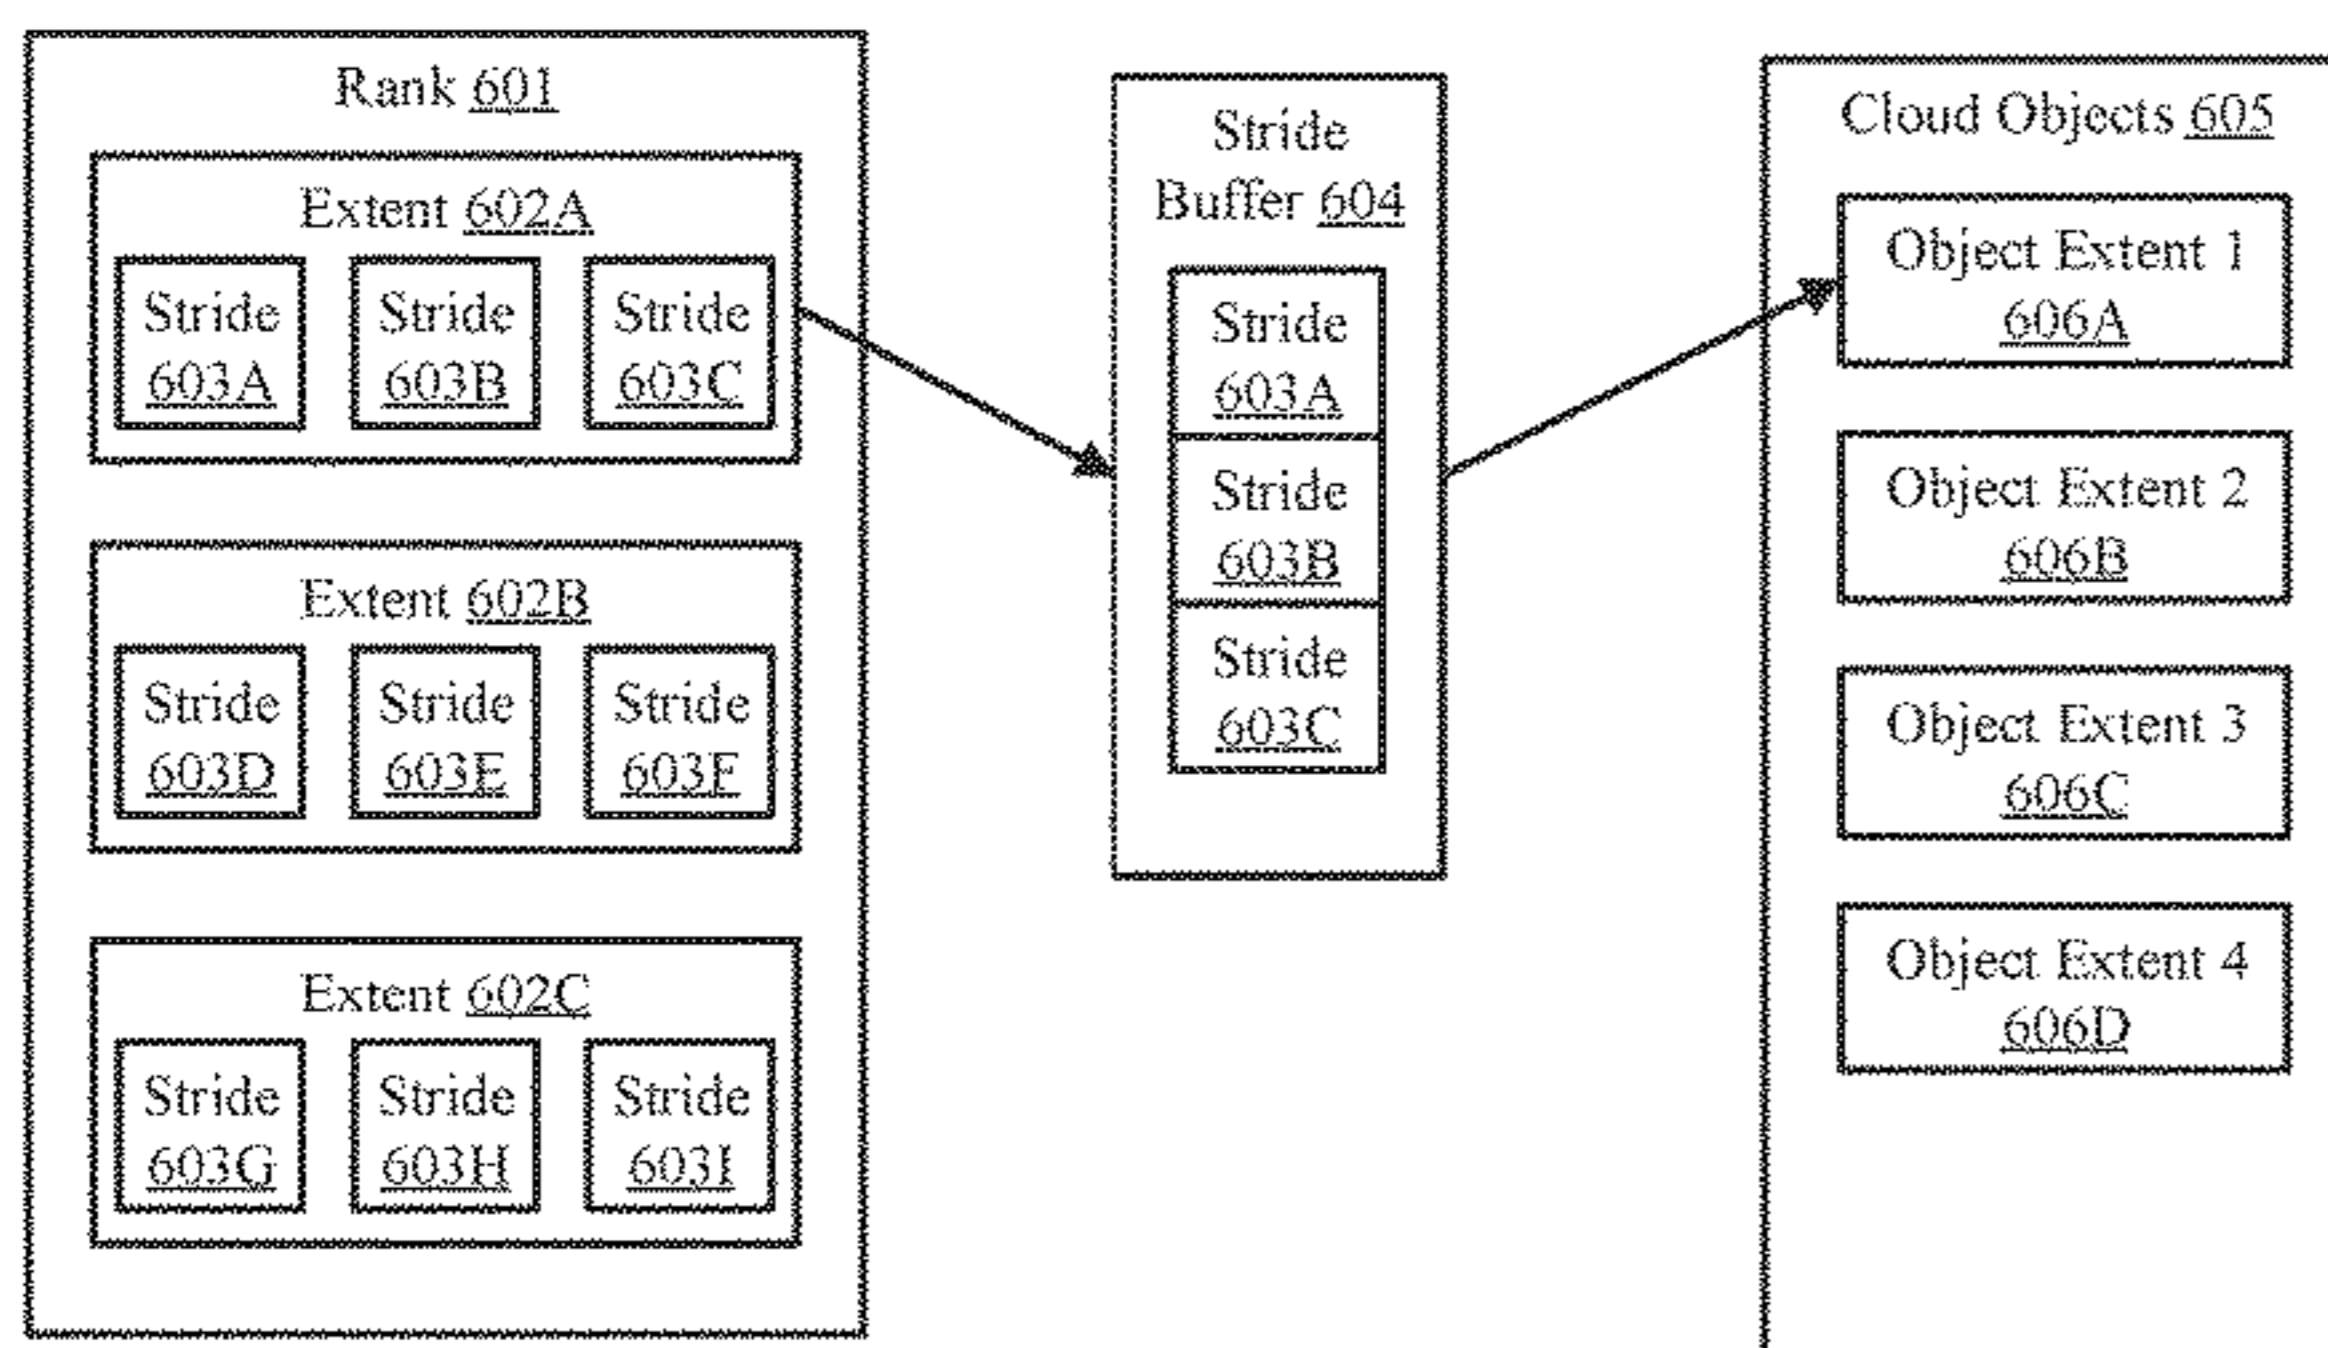 Rank 601
Extent 602A
Stride
603A
Stride
603B
Stride
603C
Extent 602B
Stride
603D
Stride
603E
Stride
603F
Extent 602C
Stride
603G
Stride
603H
Stride
603I
Stride
Buffer 604
Stride
603A
Stride
603B
Stride
603C
Cloud Objects 605
Object Extent 1
606A
Object Extent 2
606B
Object Extent 3
606C
Object Extent 4
606D